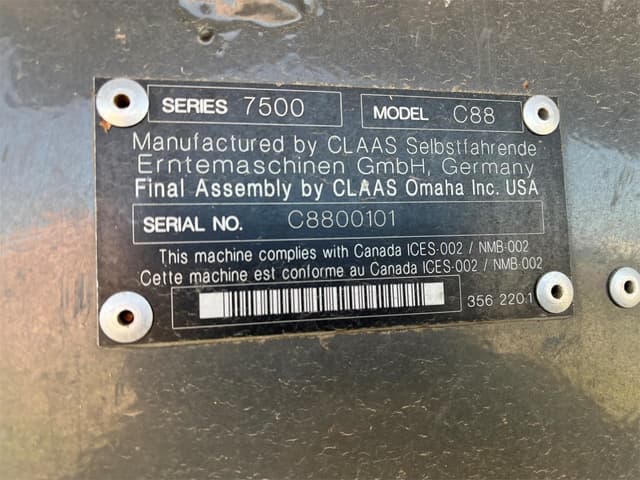 SERIES 7500 MODEL C88
Manufactured by CLAAS Selbstfahrende
Erntemaschinen GmbH, Germany
Final Assembly by CLAAS Omaha Inc. USA
SERIAL NO. C8800101
This machine complies with Canada ICES-002 / NMB-002
Cette machine est conforme au Canada ICES-002 / NMB-002
356 220.1